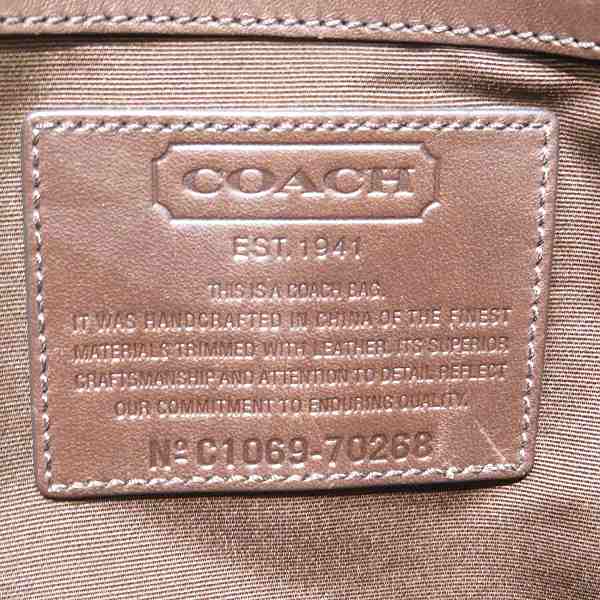 COACH
EST. 1941
THIS IS A COACH BAG.
IT WAS HANDCRAFTED IN CHINA OF THE FINEST
MATERIALS TRIMMED WITH LEATHER. ITS SUPERIOR
CRAFTSMANSHIP AND ATTENTION TO DETAIL REFLECT
OUR COMMITMENT TO ENDURING QUALITY.
Nº C1069-70268